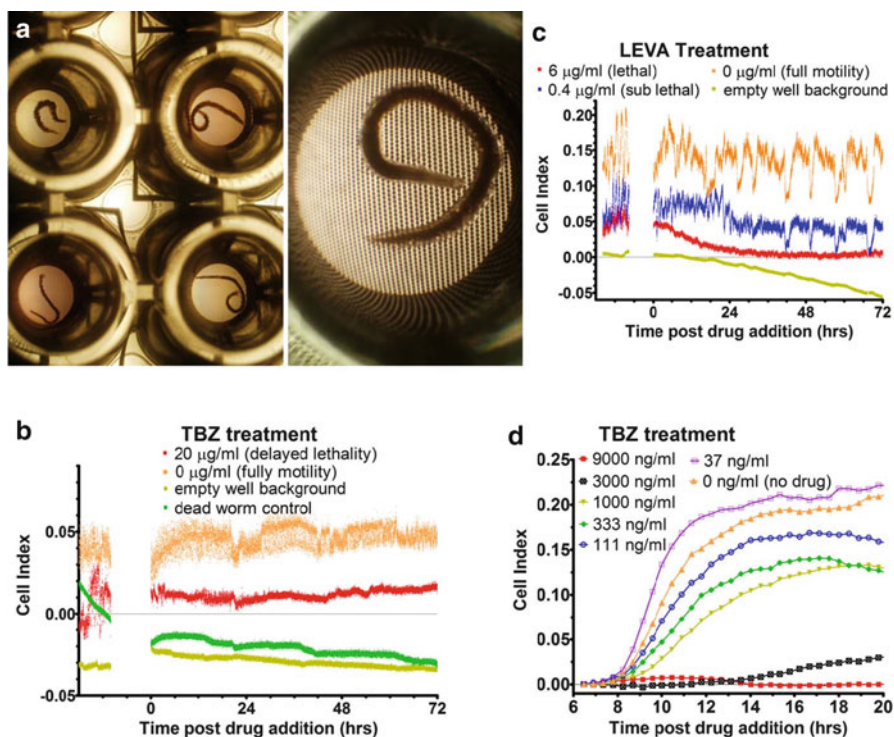 a
c
LEVA Treatment
6 µg/ml (lethal)
0 µg/ml (full motility)
0.4 µg/ml (sub lethal)
empty well background
Cell Index
0.20
0.15
0.10
0.05
0.00
-0.05
0 24 48 72
Time post drug addition (hrs)
b
TBZ treatment
20 µg/ml (delayed lethality)
0 µg/ml (fully motility)
empty well background
dead worm control
Cell Index
0.05
0.00
-0.05
0 24 48 72
Time post drug addition (hrs)
d
TBZ treatment
9000 ng/ml
37 ng/ml
3000 ng/ml
0 ng/ml (no drug)
1000 ng/ml
333 ng/ml
111 ng/ml
Cell Index
0.25
0.20
0.15
0.10
0.05
0.00
6 8 10 12 14 16 18 20
Time post drug addition (hrs)